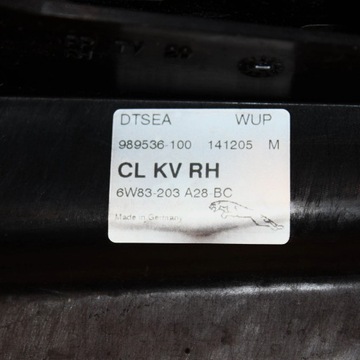 DTSEA WUP
989536-100 141205 M
CL KV RH
6W83-203 A28-BC
Made in Germany